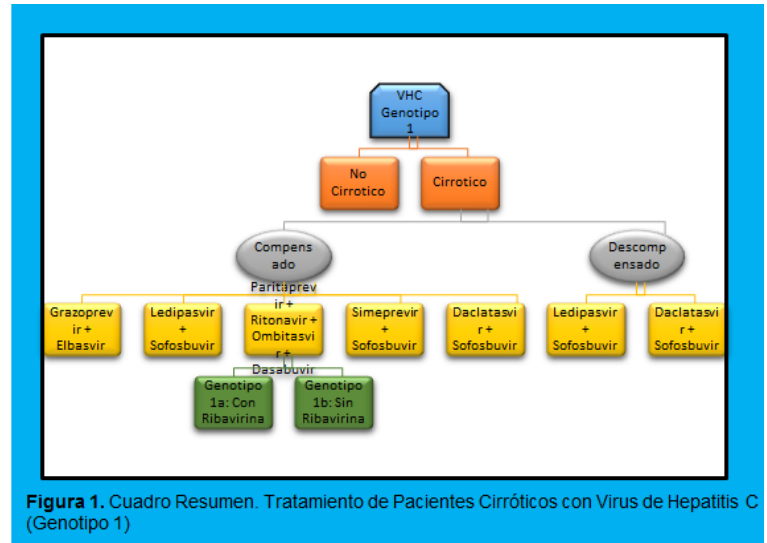 VHC
Genotipo
1
No
Cirrotico
Cirrotico
Compens
ado
Descomp
ensado
Grazoprevi
r +
Elbasvir
Ledipasvir
+
Sofosbuvir
Paritaprev
ir +
Ritonavir +
Ombitasvi
r +
Dasabuvir
Simeprevir
+
Sofosbuvir
Daclatasvi
r +
Sofosbuvir
Ledipasvir
+
Sofosbuvir
Daclatasvi
r +
Sofosbuvir
Genotipo
1a: Con
Ribavirina
Genotipo
1b: Sin
Ribavirina
Figura 1. Cuadro Resumen. Tratamiento de Pacientes Cirróticos con Virus de Hepatitis C
(Genotipo 1)